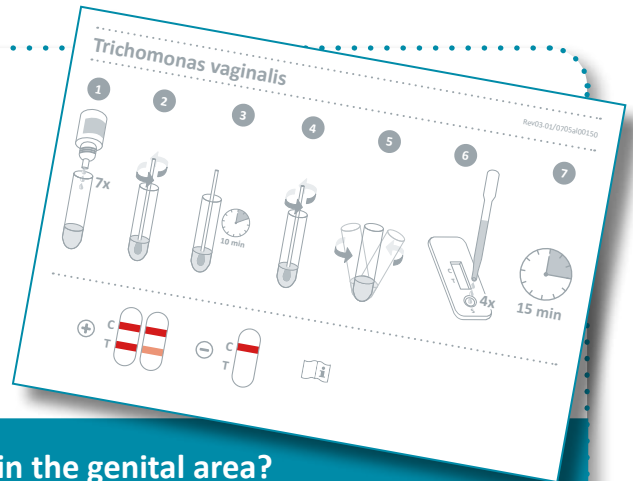 Trichomonas vaginalis
Rev03.01/0705al00150
1 2 3 4 5 6 7
7x
10 min
4x
15 min
C
T
C
T
C
T
i
in the genital area?